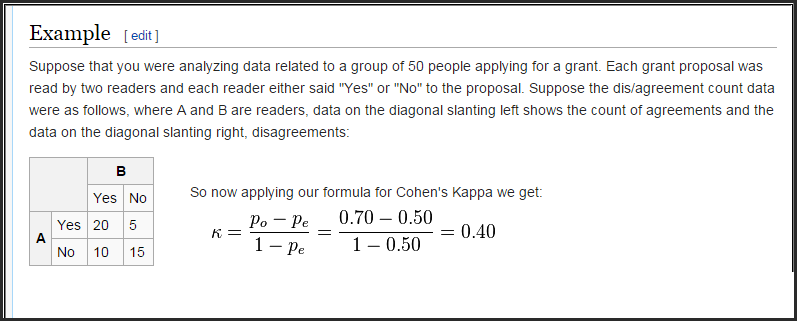 Example [ edit ]
Suppose that you were analyzing data related to a group of 50 people applying for a grant. Each grant proposal was
read by two readers and each reader either said "Yes" or "No" to the proposal. Suppose the dis/agreement count data
were as follows, where A and B are readers, data on the diagonal slanting left shows the count of agreements and the
data on the diagonal slanting right, disagreements:
B
Yes No
A
Yes 20 5
No 10 15
So now applying our formula for Cohen's Kappa we get:
κ = (pₒ − pₑ) / (1 − pₑ) = (0.70 − 0.50) / (1 − 0.50) = 0.40